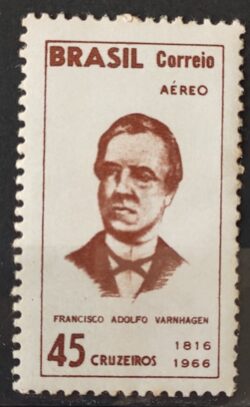 BRASIL Correio
AÉREO
FRANCISCO ADOLFO VARNHAGEN
45 CRUZEIROS 1816
1966